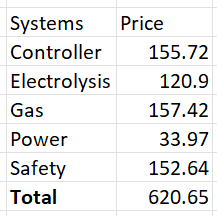 Systems Price
Controller 155.72
Electrolysis 120.9
Gas 157.42
Power 33.97
Safety 152.64
Total 620.65